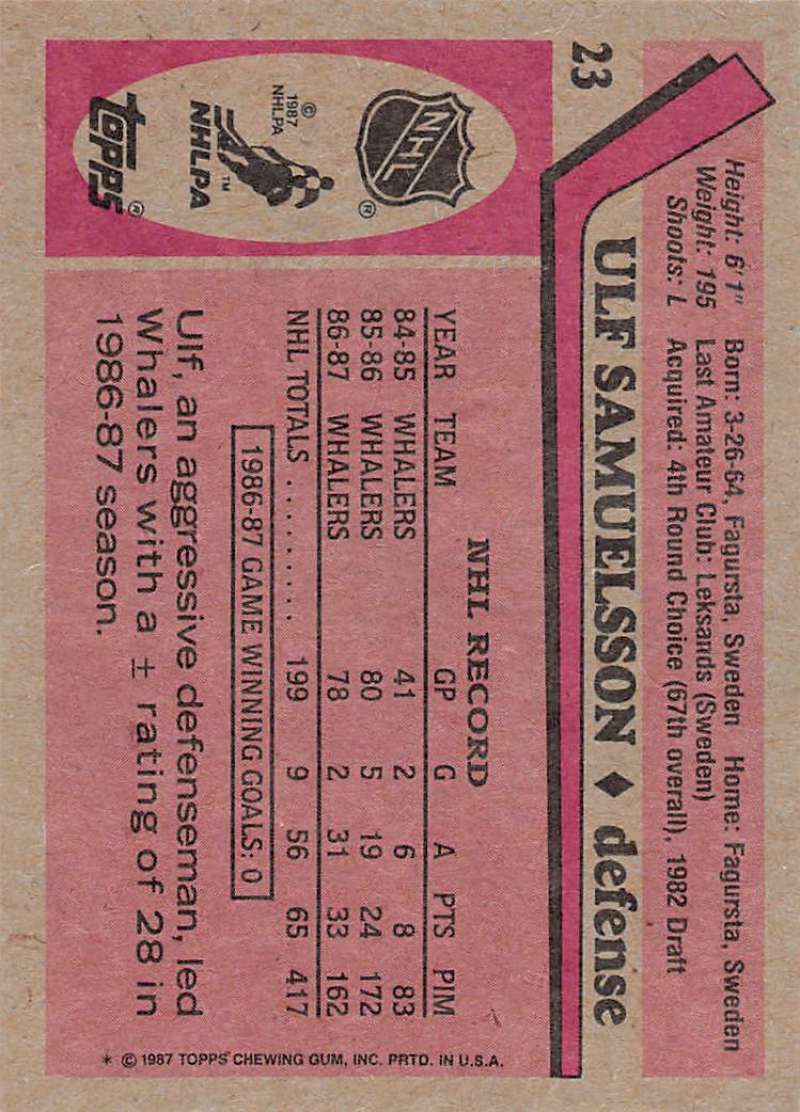 23
Height: 6'1" Born: 3-26-64, Fagursta, Sweden Home: Fagursta, Sweden
Weight: 195 Last Amateur Club: Leksands (Sweden)
Shoots: L Acquired: 4th Round Choice (67th overall), 1982 Draft
ULF SAMUELSSON ♦ defense
NHL
®
© 1987 NHLPA
™
NHLPA
TOPPS®
NHL RECORD
YEAR TEAM GP G A PTS PIM
84-85 WHALERS 41 2 6 8 83
85-86 WHALERS 80 5 19 24 172
86-87 WHALERS 78 2 31 33 162
NHL TOTALS ......... 199 9 56 65 417
1986-87 GAME WINNING GOALS: 0
Ulf, an aggressive defenseman, led
Whalers with a ± rating of 28 in
1986-87 season.
* © 1987 TOPPS CHEWING GUM, INC. PRTD. IN U.S.A.